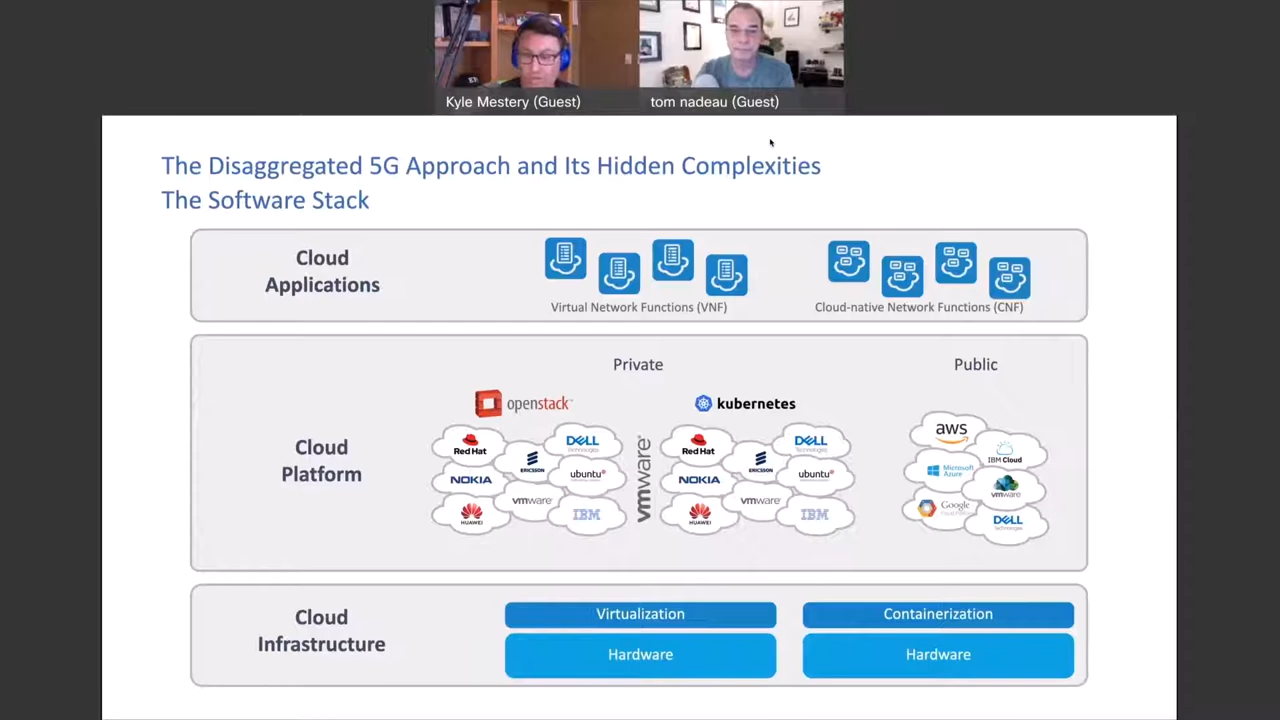 Kyle Mestery (Guest)
tom nadeau (Guest)
The Disaggregated 5G Approach and Its Hidden Complexities
The Software Stack
Cloud
Applications
Virtual Network Functions (VNF)
Cloud-native Network Functions (CNF)
Cloud
Platform
Private
Public
openstack
kubernetes
Red Hat
ERICSSON
DELL
Technologies
NOKIA
ubuntu
HUAWEI
vmware
IBM
vmware
Red Hat
ERICSSON
DELL
Technologies
NOKIA
ubuntu
HUAWEI
vmware
IBM
aws
IBM Cloud
Microsoft
Azure
vmware
Google
DELL
Technologies
Cloud
Infrastructure
Virtualization
Hardware
Containerization
Hardware